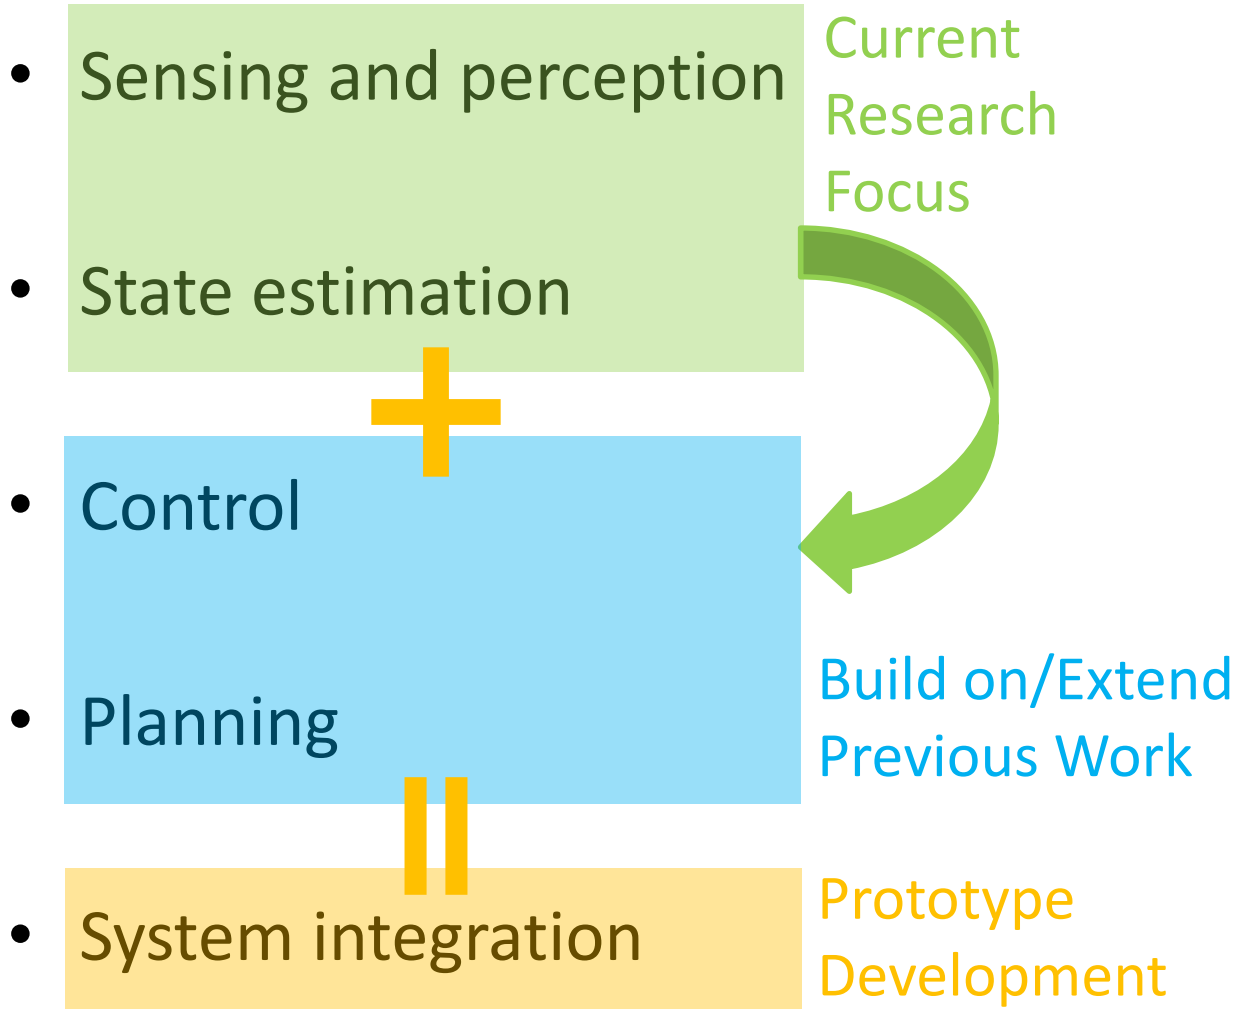 • Sensing and perception
Current
Research
Focus
• State estimation
• Control
• Planning
Build on/Extend
Previous Work
• System integration
Prototype
Development